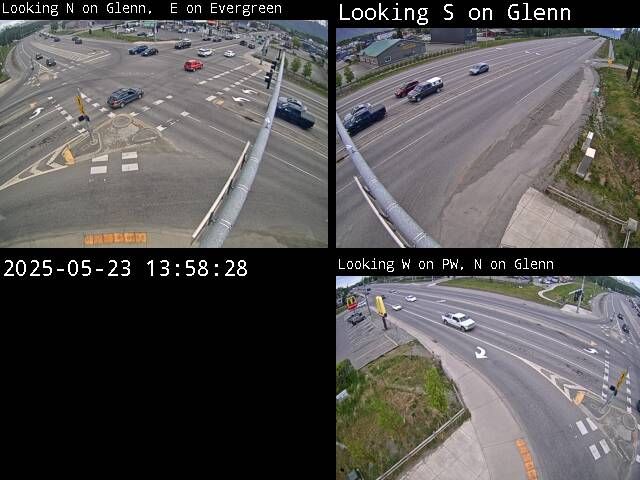 Looking N on Glenn,  E on Evergreen
Looking S on Glenn
2025-05-23 13:58:28
Looking W on PW, N on Glenn